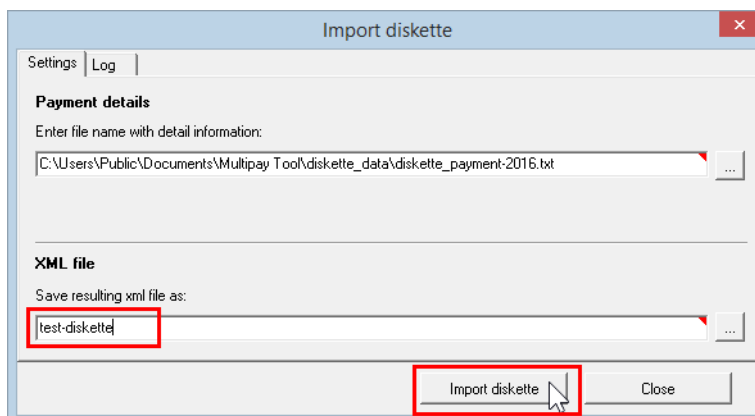 Import diskette
Settings Log
Payment details
Enter file name with detail information:
C:\Users\Public\Documents\Multipay Tool\diskette_data\diskette_payment-2016.txt
...
XML file
Save resulting xml file as:
test-diskette
...
Import diskette Close